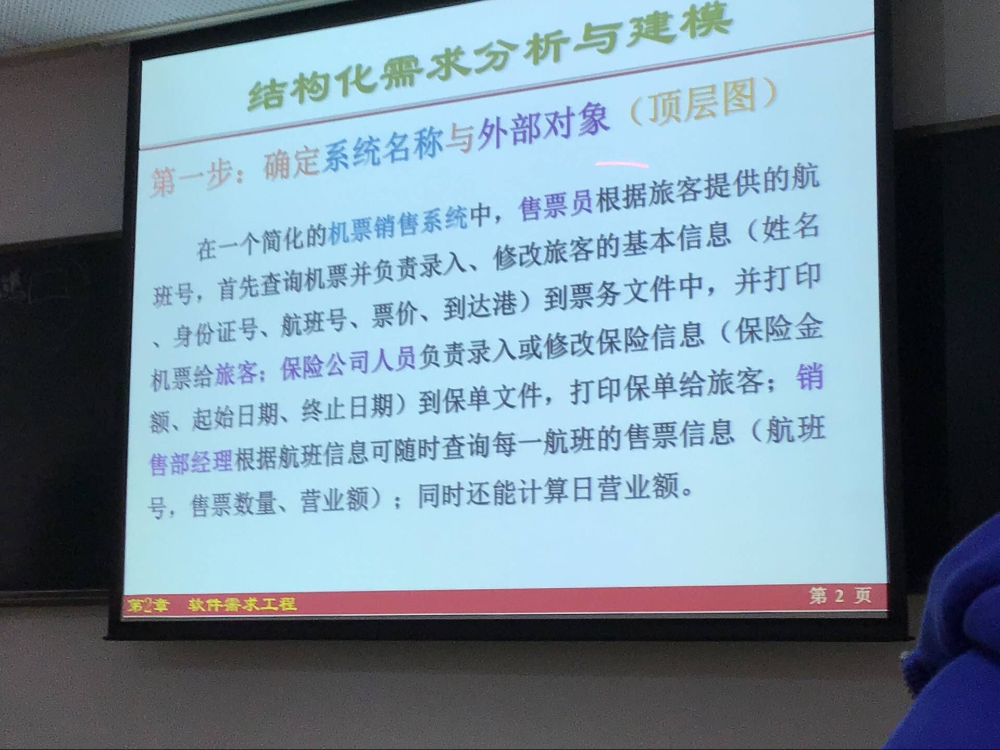 结构化需求分析与建模
第一步：确定系统名称与外部对象（顶层图）
在一个简化的机票销售系统中，售票员根据旅客提供的航
班号，首先查询机票并负责录入、修改旅客的基本信息（姓名
、身份证号、航班号、票价、到达港）到票务文件中，并打印
机票给旅客；保险公司人员负责录入或修改保险信息（保险金
额、起始日期、终止日期）到保单文件，打印保单给旅客；销
售部经理根据航班信息可随时查询每一航班的售票信息（航班
号，售票数量、营业额）；同时还能计算日营业额。
第2章 软件需求工程
第 2 页